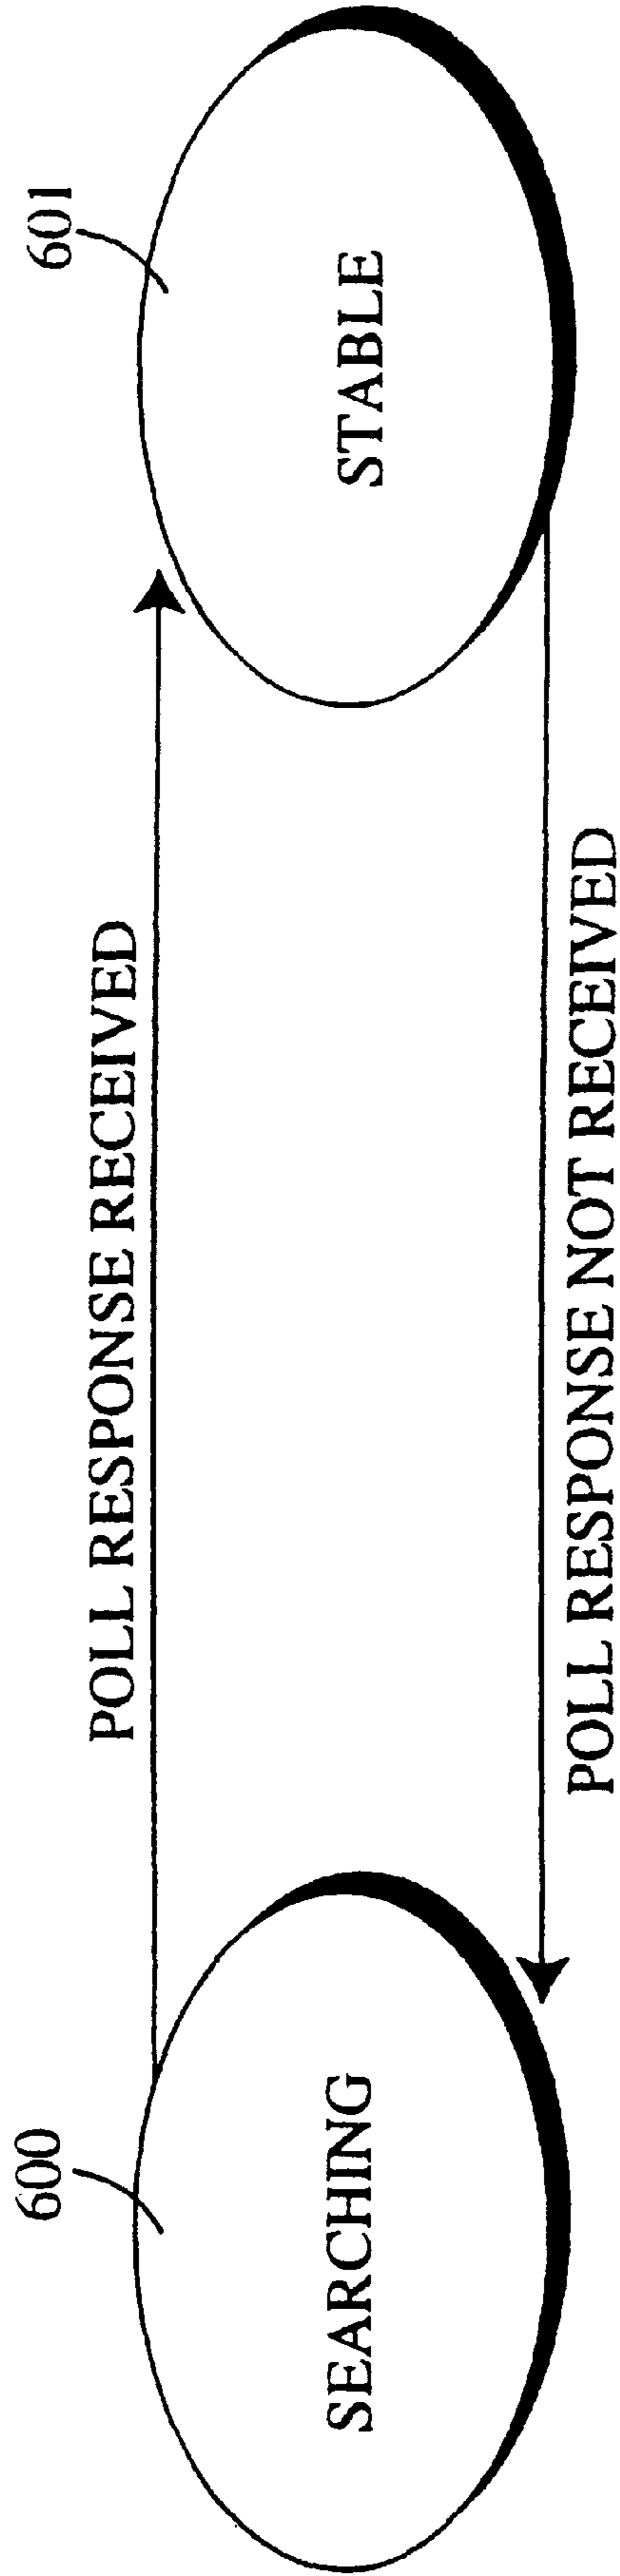 600
601
POLL RESPONSE RECEIVED
SEARCHING
STABLE
POLL RESPONSE NOT RECEIVED